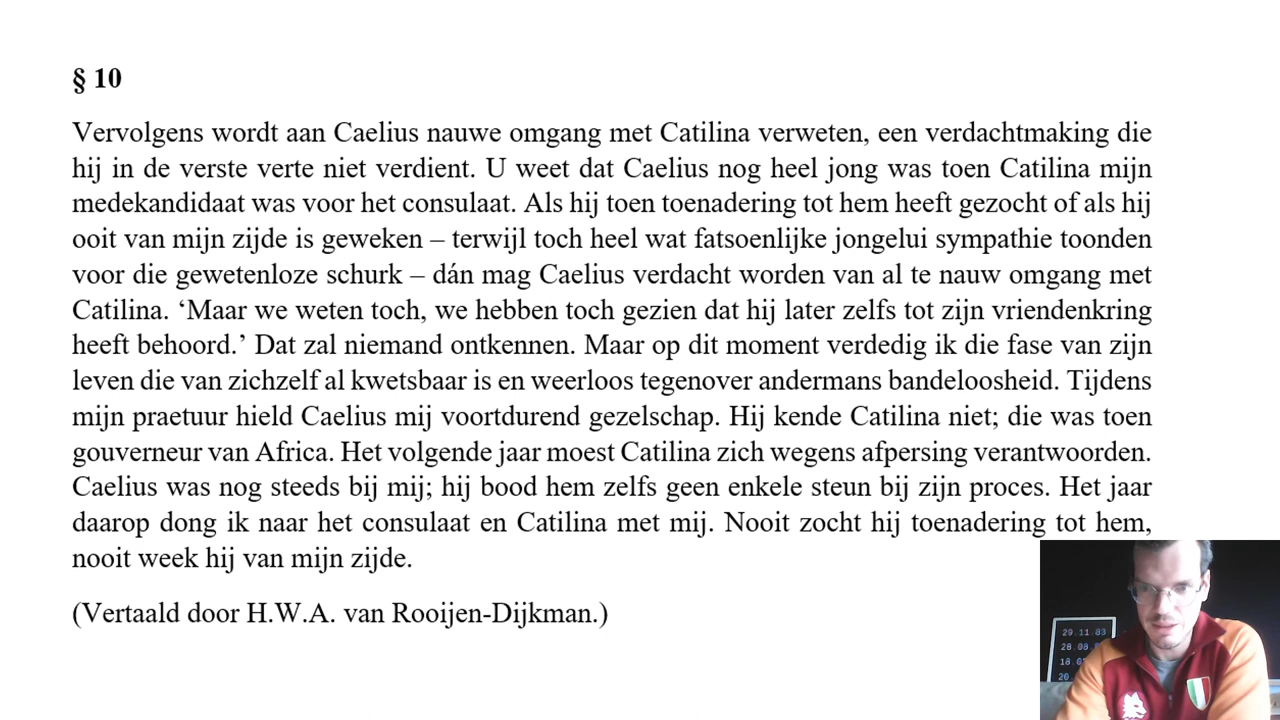 § 10
Vervolgens wordt aan Caelius nauwe omgang met Catilina verweten, een verdachtmaking die
hij in de verste verte niet verdient. U weet dat Caelius nog heel jong was toen Catilina mijn
medekandidaat was voor het consulaat. Als hij toen toenadering tot hem heeft gezocht of als hij
ooit van mijn zijde is geweken – terwijl toch heel wat fatsoenlijke jongelui sympathie toonden
voor die gewetenloze schurk – dán mag Caelius verdacht worden van al te nauw omgang met
Catilina. ‘Maar we weten toch, we hebben toch gezien dat hij later zelfs tot zijn vriendenkring
heeft behoord.’ Dat zal niemand ontkennen. Maar op dit moment verdedig ik die fase van zijn
leven die van zichzelf al kwetsbaar is en weerloos tegenover andermans bandeloosheid. Tijdens
mijn praetuur hield Caelius mij voortdurend gezelschap. Hij kende Catilina niet; die was toen
gouverneur van Africa. Het volgende jaar moest Catilina zich wegens afpersing verantwoorden.
Caelius was nog steeds bij mij; hij bood hem zelfs geen enkele steun bij zijn proces. Het jaar
daarop dong ik naar het consulaat en Catilina met mij. Nooit zocht hij toenadering tot hem,
nooit week hij van mijn zijde.
(Vertaald door H.W.A. van Rooijen-Dijkman.)
29.11.83
20